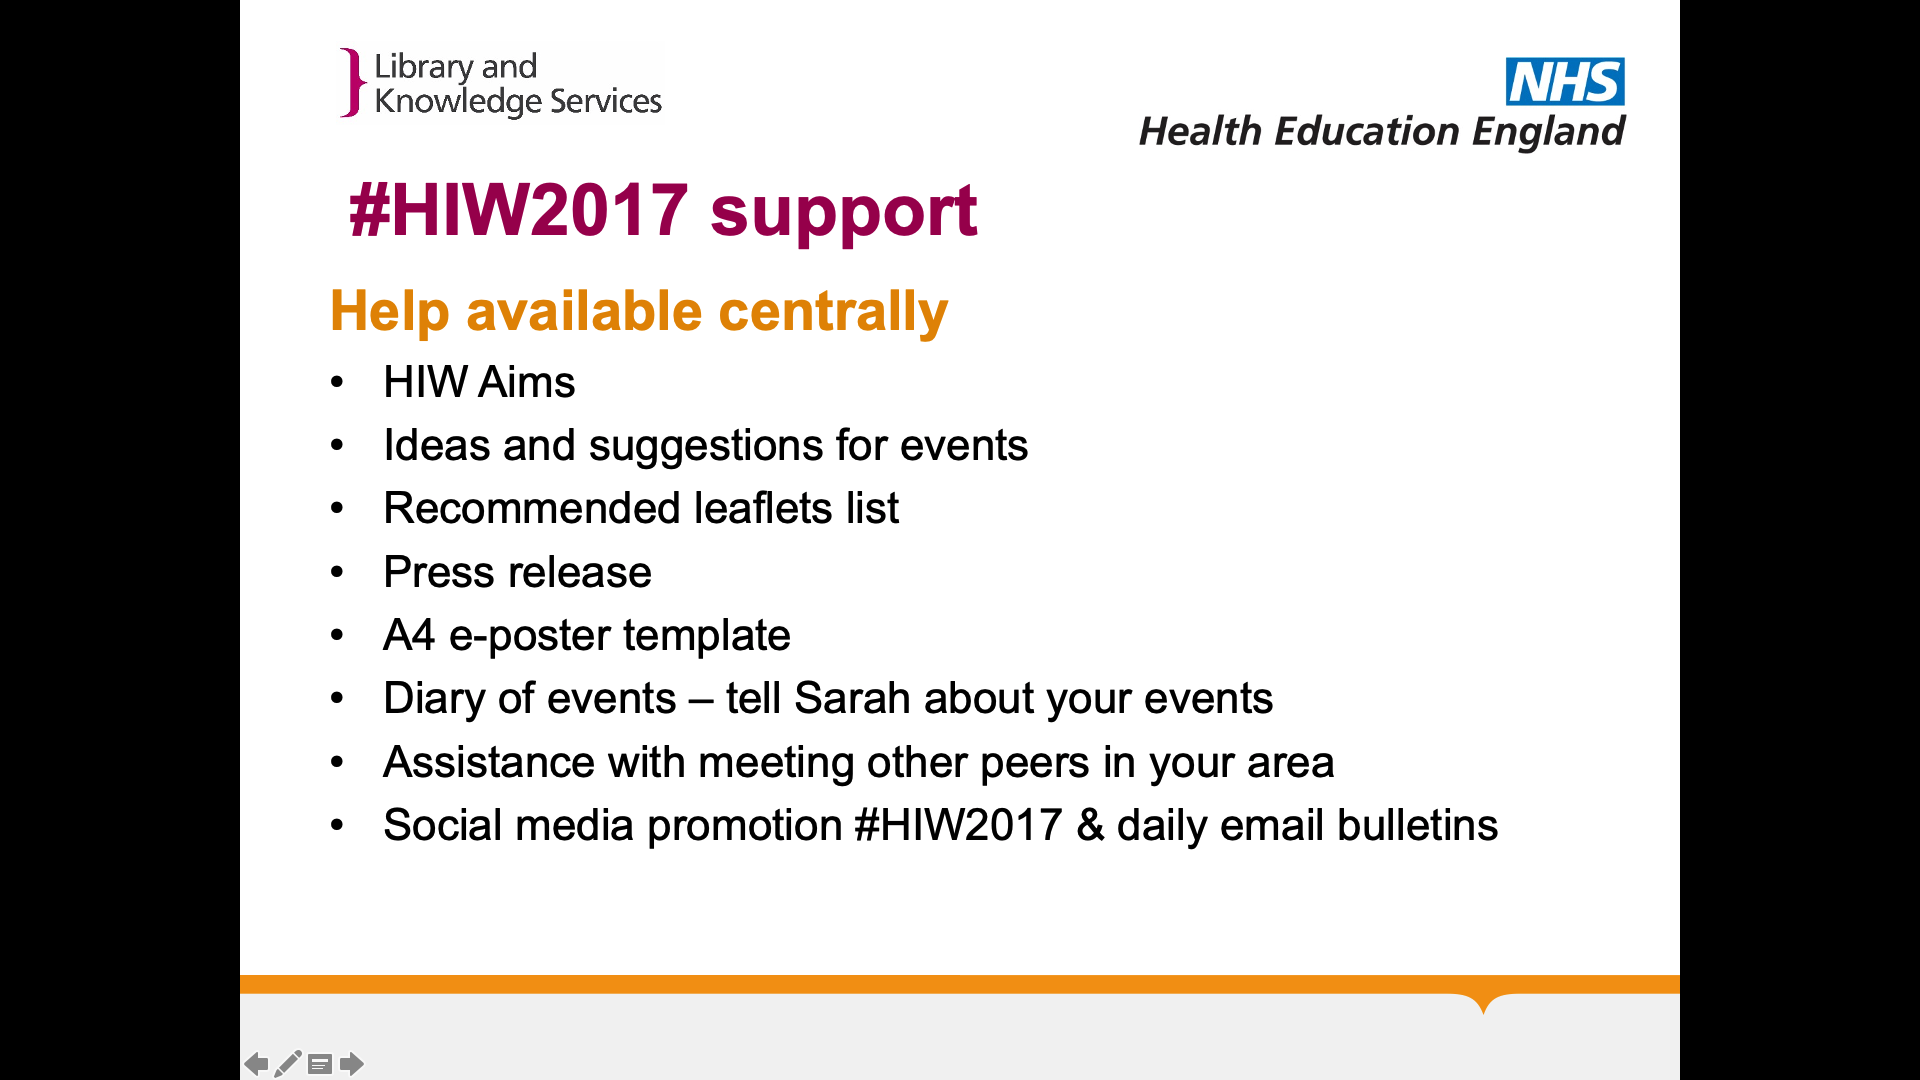 Library and
Knowledge Services
NHS
Health Education England
#HIW2017 support
Help available centrally
• HIW Aims
• Ideas and suggestions for events
• Recommended leaflets list
• Press release
• A4 e-poster template
• Diary of events – tell Sarah about your events
• Assistance with meeting other peers in your area
• Social media promotion #HIW2017 & daily email bulletins